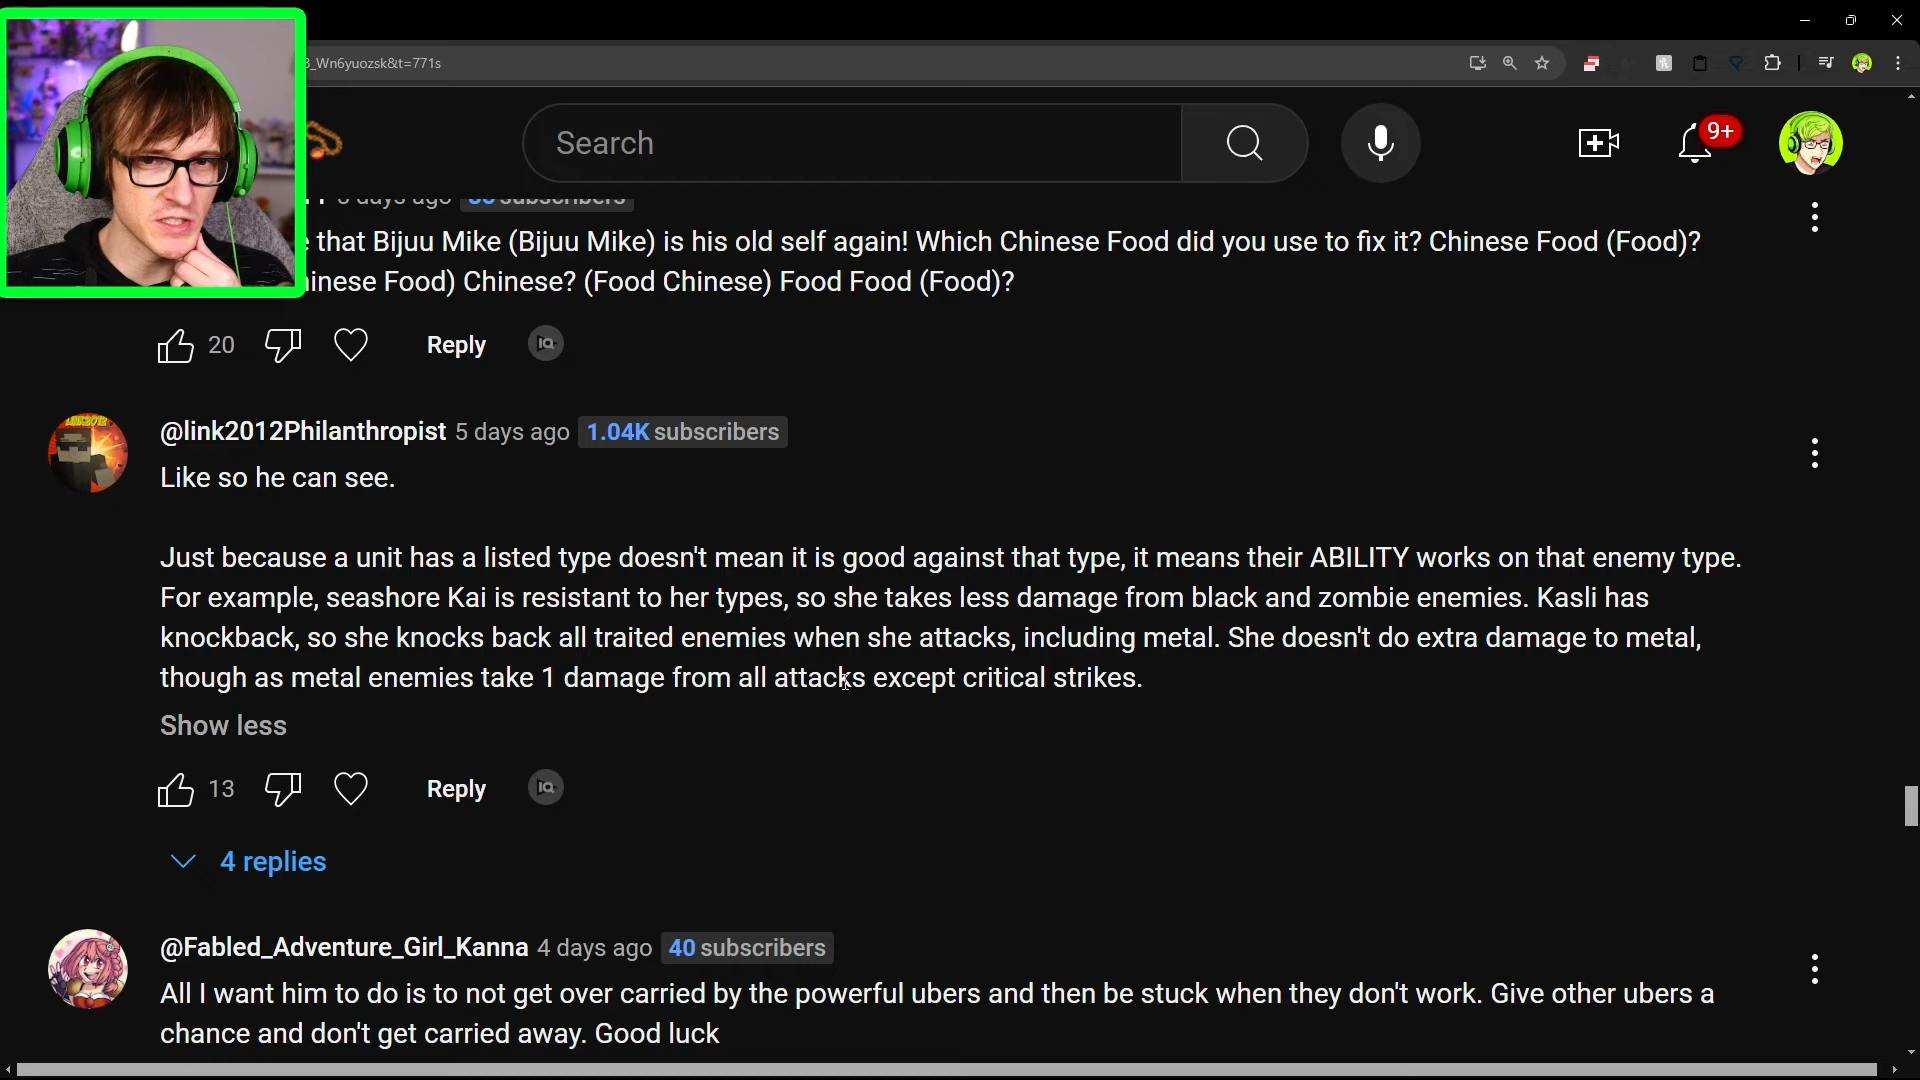 3_Wn6yuozsk&t=771s
Search
9+
days ago subscribers
that Bijuu Mike (Bijuu Mike) is his old self again! Which Chinese Food did you use to fix it? Chinese Food (Food)?
inese Food) Chinese? (Food Chinese) Food Food (Food)?
20 Reply
@link2012Philanthropist 5 days ago 1.04K subscribers
Like so he can see.
Just because a unit has a listed type doesn't mean it is good against that type, it means their ABILITY works on that enemy type.
For example, seashore Kai is resistant to her types, so she takes less damage from black and zombie enemies. Kasli has
knockback, so she knocks back all traited enemies when she attacks, including metal. She doesn't do extra damage to metal,
though as metal enemies take 1 damage from all attacks except critical strikes.
Show less
13 Reply
4 replies
@Fabled_Adventure_Girl_Kanna 4 days ago 40 subscribers
All I want him to do is to not get over carried by the powerful ubers and then be stuck when they don't work. Give other ubers a
chance and don't get carried away. Good luck